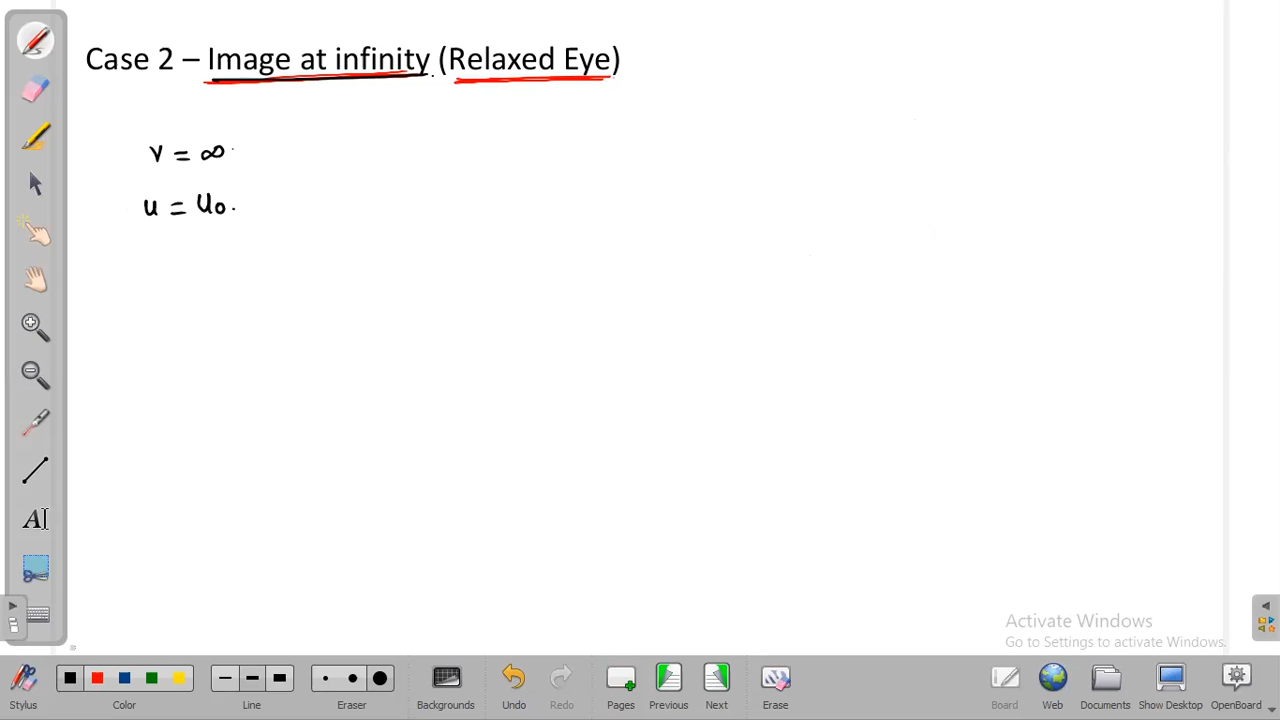 Case 2 – Image at infinity (Relaxed Eye)
v = ∞
u = u₀.
A
Activate Windows
Go to Settings to activate Windows.
Stylus
Color
Line
Eraser
Backgrounds
Undo
Redo
Pages
Previous
Next
Erase
Board
Web
Documents
Show Desktop
OpenBoard